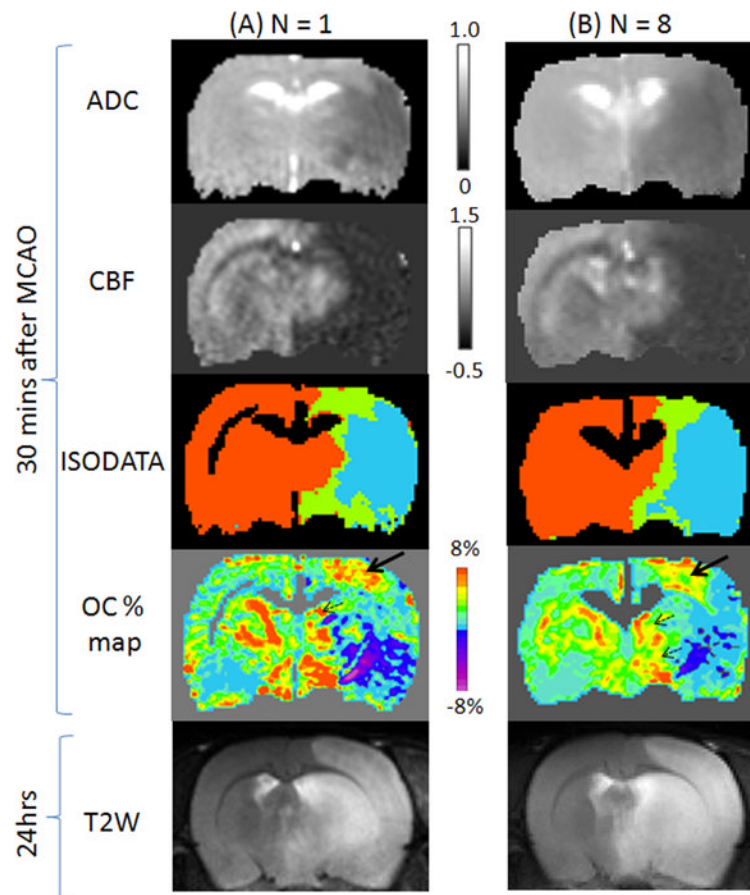 (A) N = 1
(B) N = 8
ADC
1.0
0
CBF
1.5
-0.5
30 mins after MCAO
ISODATA
OC %
map
8%
-8%
24hrs
T2W